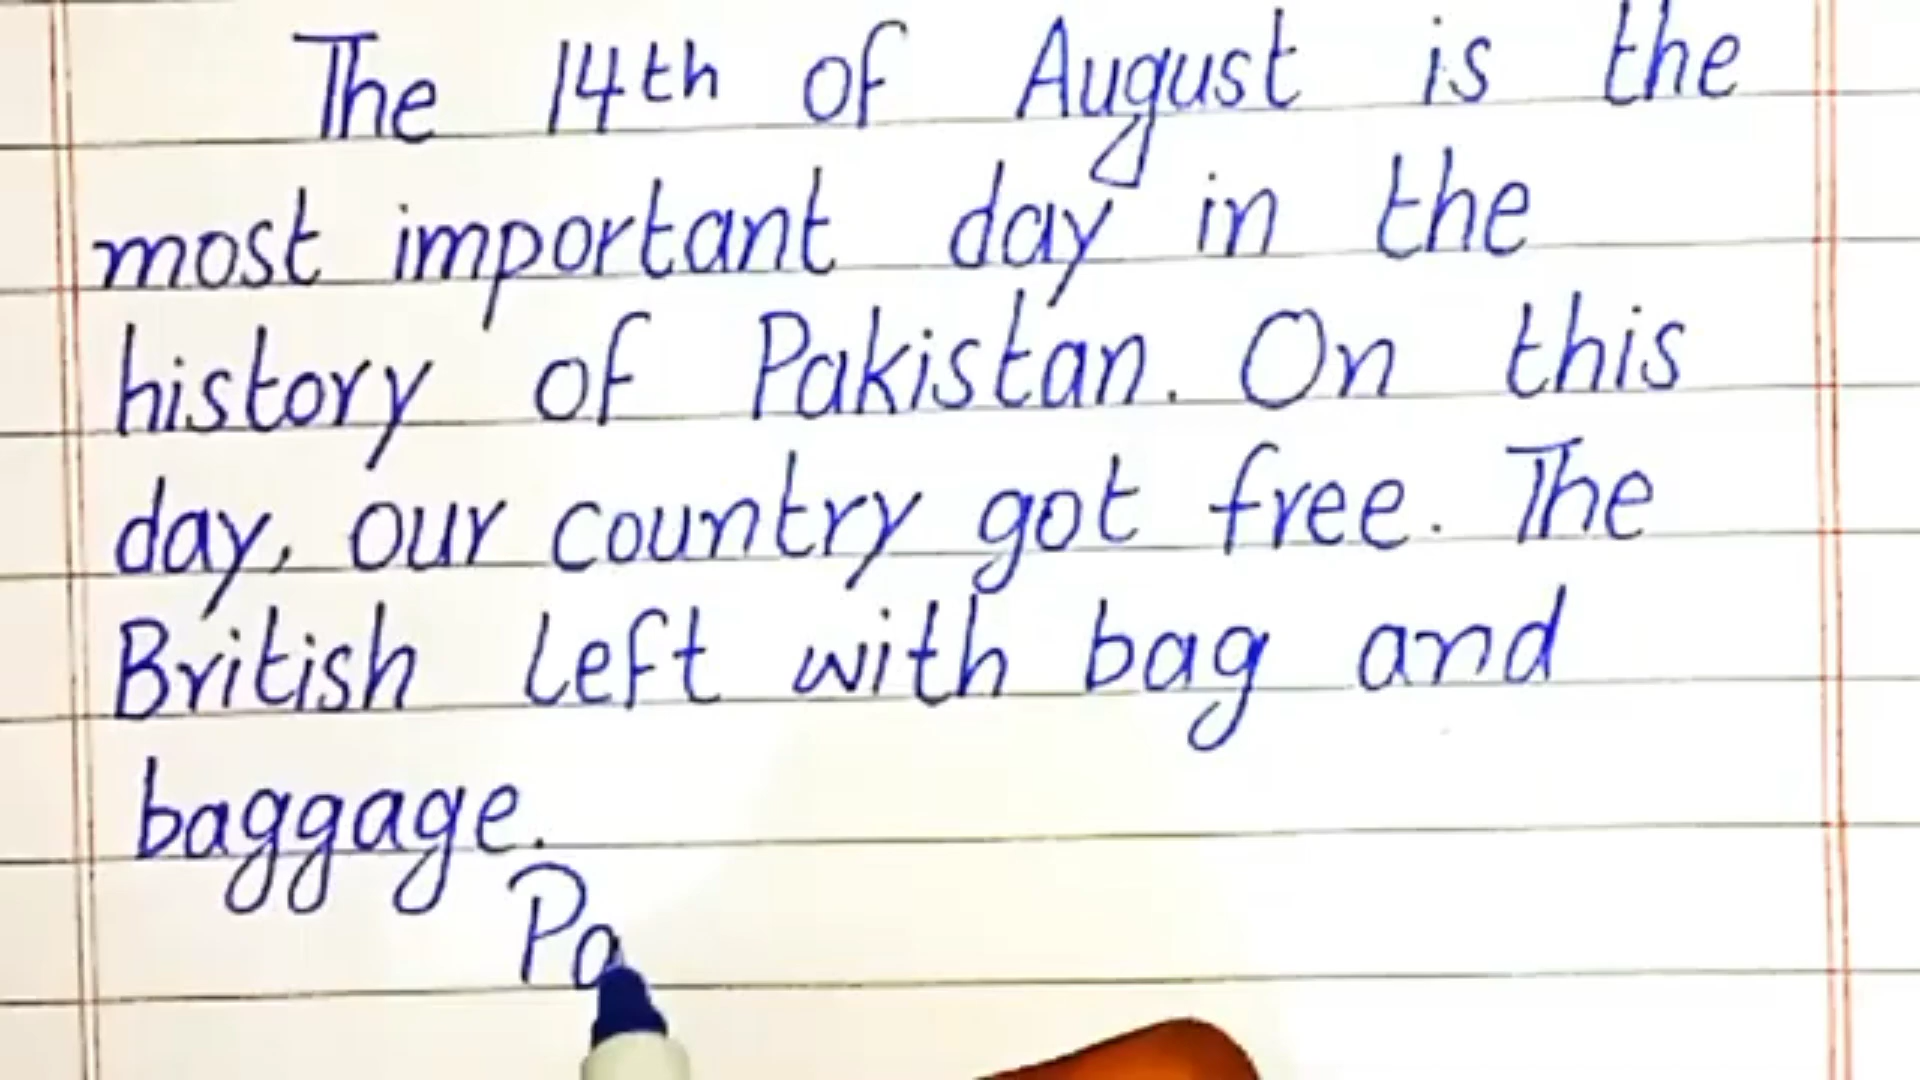 The 14th of August is the
most important day in the
history of Pakistan. On this
day, our country got free. The
British left with bag and
baggage.
Pa